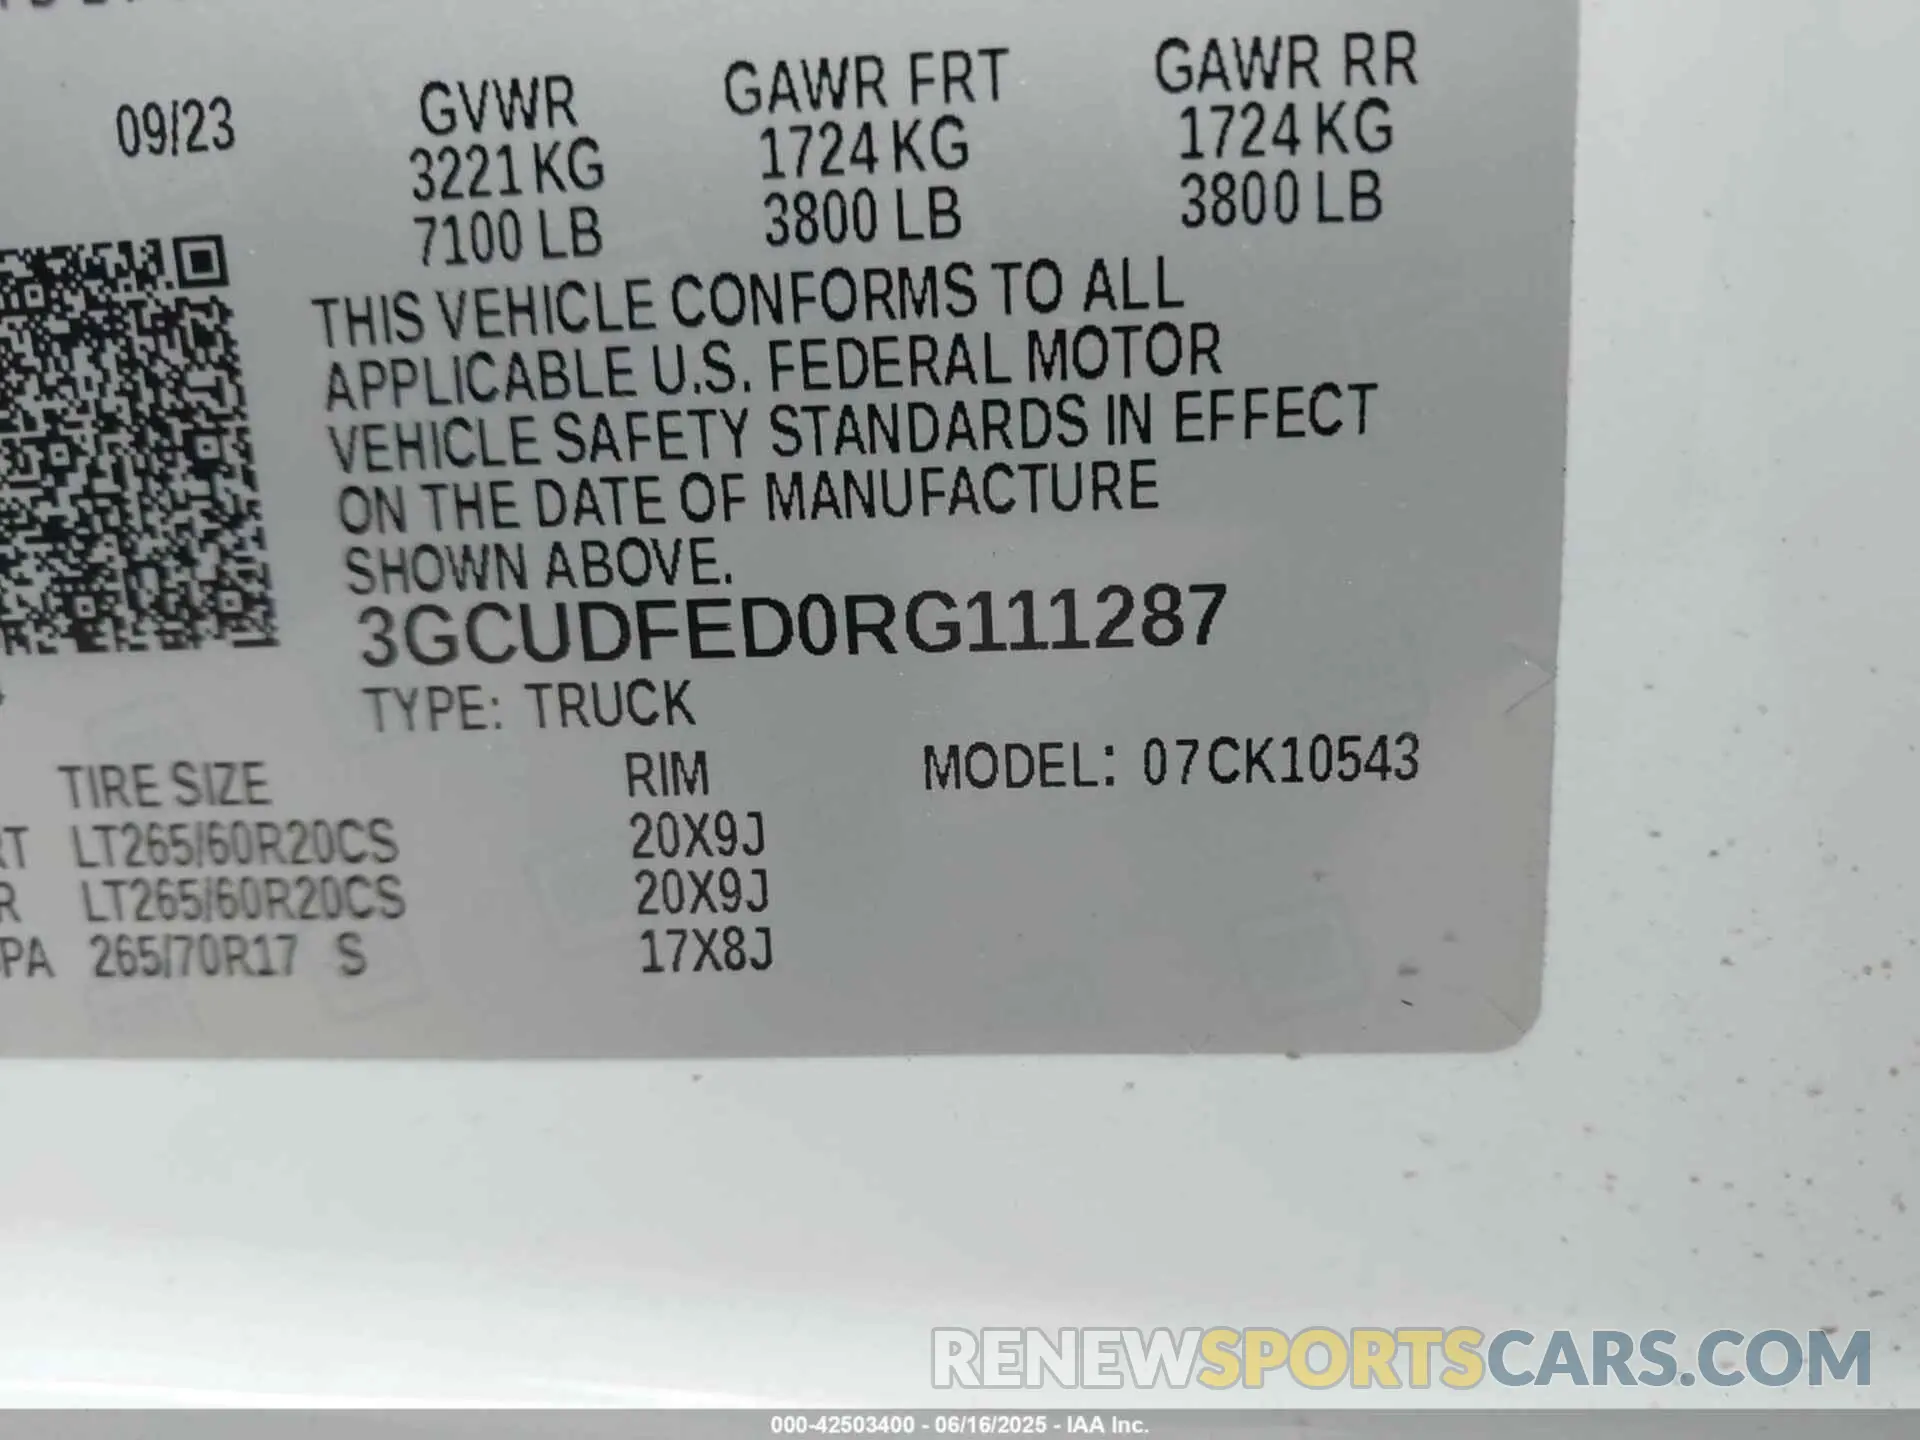 09/23 GVWR GAWR FRT GAWR RR
3221 KG 1724 KG 1724 KG
7100 LB 3800 LB 3800 LB
THIS VEHICLE CONFORMS TO ALL
APPLICABLE U.S. FEDERAL MOTOR
VEHICLE SAFETY STANDARDS IN EFFECT
ON THE DATE OF MANUFACTURE
SHOWN ABOVE.
3GCUDFED0RG111287
TYPE: TRUCK
TIRE SIZE RIM MODEL: 07CK10543
RT LT265/60R20CS 20X9J
R LT265/60R20CS 20X9J
PA 265/70R17 S 17X8J
RENEWSPORTSCARS.COM
000-42503400 - 06/16/2025 - IAA Inc.